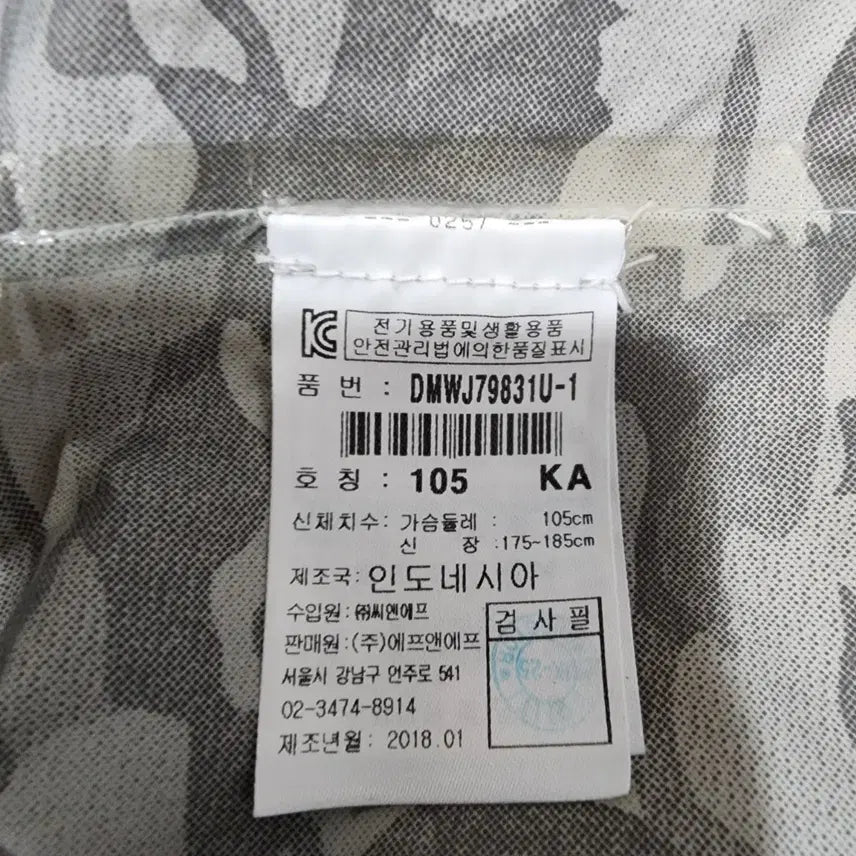 0257
전기용품및생활용품
안전관리법에의한품질표시
품 번 : DMWJ79831U-1
호 칭 : 105 KA
신체치수: 가슴둘레 : 105cm
신 장 :175~185cm
제조국: 인도네시아
수입원: ㈜씨엔에프
판매원:(주)에프앤에프
서울시 강남구 언주로 541
02-3474-8914
제조년월: 2018.01
검사필